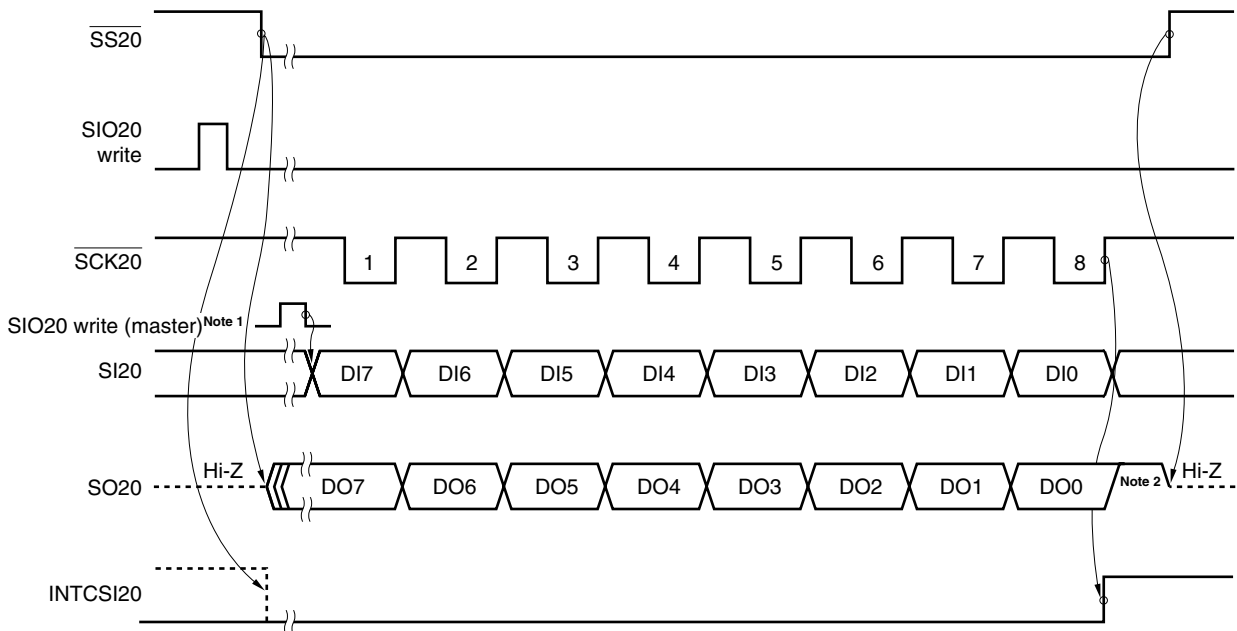 SS20
SIO20
write
SCK20
1 2 3 4 5 6 7 8
SIO20 write (master)Note 1
SI20
DI7 DI6 DI5 DI4 DI3 DI2 DI1 DI0
Hi-Z
SO20
DO7 DO6 DO5 DO4 DO3 DO2 DO1 DO0
Note 2
Hi-Z
INTCSI20